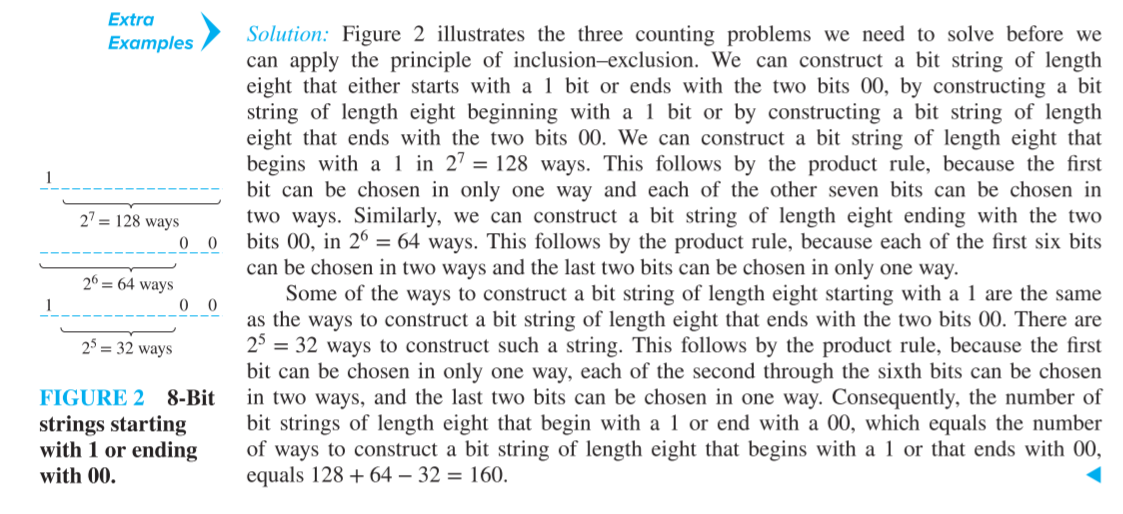 Extra
Examples
Solution: Figure 2 illustrates the three counting problems we need to solve before we
can apply the principle of inclusion–exclusion. We can construct a bit string of length
eight that either starts with a 1 bit or ends with the two bits 00, by constructing a bit
string of length eight beginning with a 1 bit or by constructing a bit string of length
eight that ends with the two bits 00. We can construct a bit string of length eight that
begins with a 1 in 2⁷ = 128 ways. This follows by the product rule, because the first
bit can be chosen in only one way and each of the other seven bits can be chosen in
two ways. Similarly, we can construct a bit string of length eight ending with the two
bits 00, in 2⁶ = 64 ways. This follows by the product rule, because each of the first six bits
can be chosen in two ways and the last two bits can be chosen in only one way.
Some of the ways to construct a bit string of length eight starting with a 1 are the same
as the ways to construct a bit string of length eight that ends with the two bits 00. There are
2⁵ = 32 ways to construct such a string. This follows by the product rule, because the first
bit can be chosen in only one way, each of the second through the sixth bits can be chosen
in two ways, and the last two bits can be chosen in one way. Consequently, the number of
bit strings of length eight that begin with a 1 or end with a 00, which equals the number
of ways to construct a bit string of length eight that begins with a 1 or that ends with 00,
equals 128 + 64 − 32 = 160.
1
2⁷ = 128 ways
0 0
2⁶ = 64 ways
1 0 0
2⁵ = 32 ways
FIGURE 2 8-Bit
strings starting
with 1 or ending
with 00.